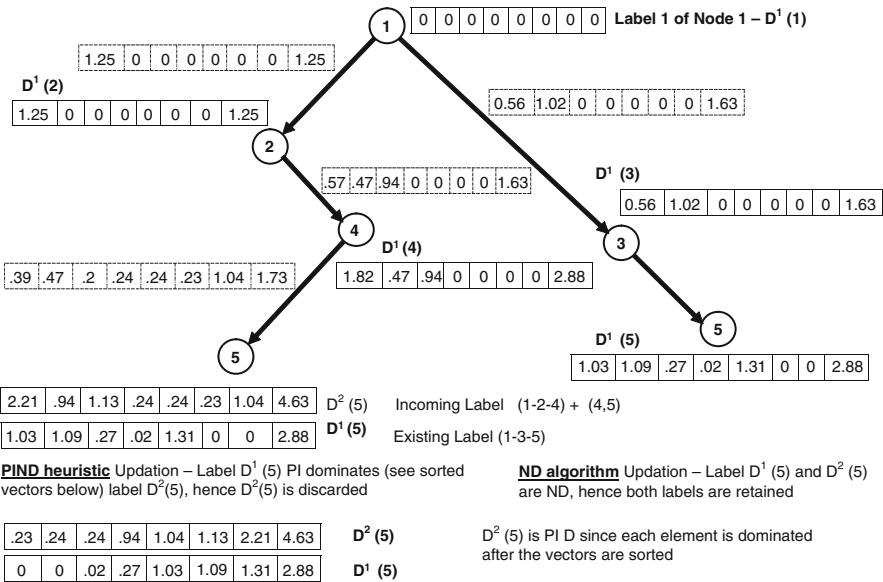 1
0 0 0 0 0 0 0 0 Label 1 of Node 1 – D¹ (1)
1.25 0 0 0 0 0 0 1.25
D¹ (2)
1.25 0 0 0 0 0 0 1.25
0.56 1.02 0 0 0 0 0 1.63
2
.57 .47 .94 0 0 0 0 1.63
D¹ (3)
0.56 1.02 0 0 0 0 0 1.63
4
3
D¹ (4)
.39 .47 .2 .24 .24 .23 1.04 1.73
1.82 .47 .94 0 0 0 0 2.88
5
5
D¹ (5)
1.03 1.09 .27 .02 1.31 0 0 2.88
2.21 .94 1.13 .24 .24 .23 1.04 4.63 D² (5) Incoming Label (1-2-4) + (4,5)
1.03 1.09 .27 .02 1.31 0 0 2.88 D¹ (5) Existing Label (1-3-5)
PIND heuristic Updation – Label D¹ (5) PI dominates (see sorted
vectors below) label D²(5), hence D²(5) is discarded
ND algorithm Updation – Label D¹ (5) and D² (5)
are ND, hence both labels are retained
.23 .24 .24 .94 1.04 1.13 2.21 4.63 D² (5)
0 0 .02 .27 1.03 1.09 1.31 2.88 D¹ (5)
D² (5) is PI D since each element is dominated
after the vectors are sorted